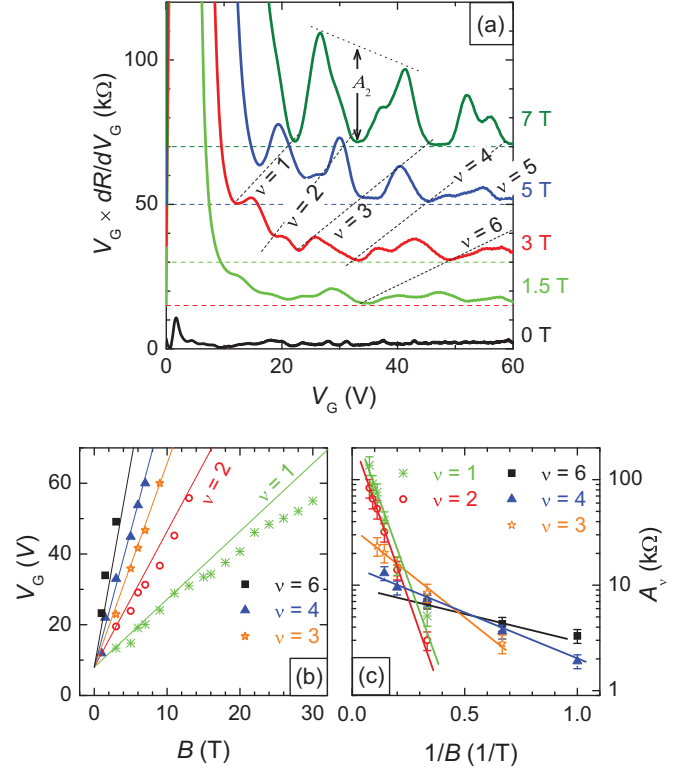 (a)
100
50
0
V_G × dR/dV_G (kΩ)
A_2
ν = 1
ν = 2
ν = 3
ν = 4
ν = 5
ν = 6
7 T
5 T
3 T
1.5 T
0 T
0 20 40 60
V_G (V)
60
40
20
0
V_G (V)
ν = 2
ν = 1
ν = 6
ν = 4
ν = 3
(b)
0 10 20 30
B (T)
ν = 1 ν = 6
ν = 2 ν = 4
ν = 3
(c)
100
10
1
A_ν (kΩ)
0.0 0.5 1.0
1/B (1/T)